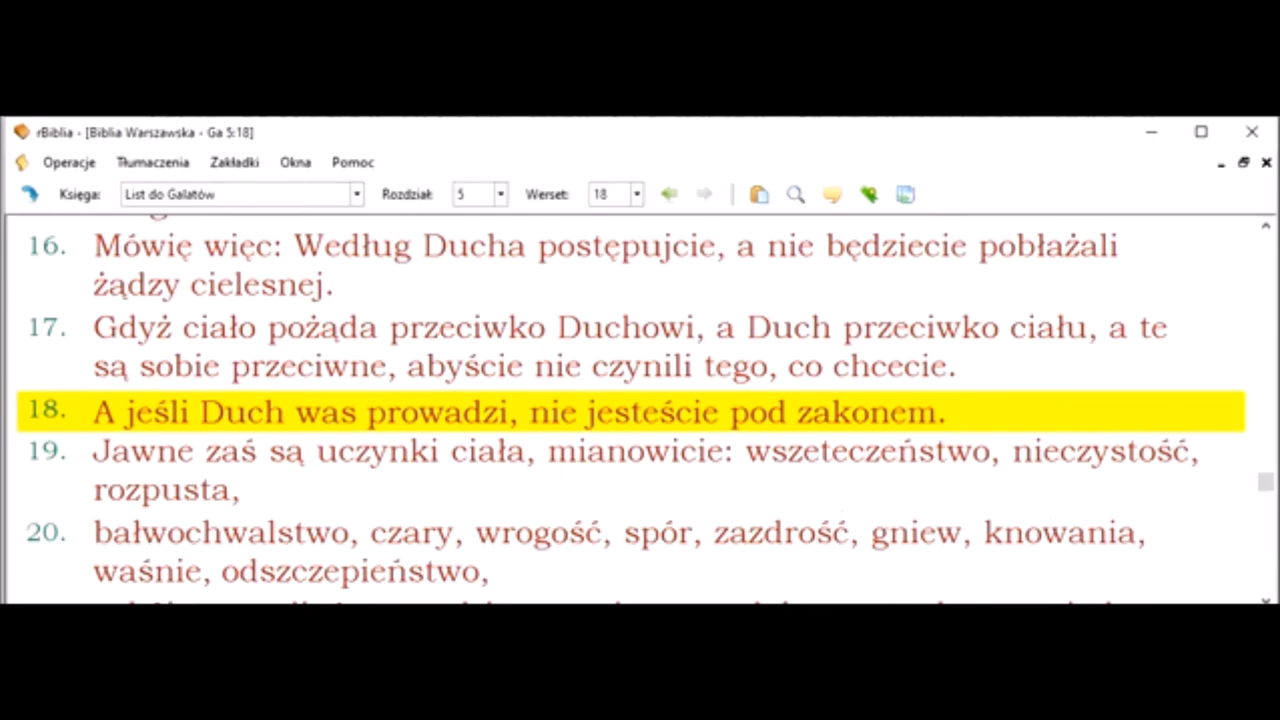 rBiblia - [Biblia Warszawska - Ga 5:18]
Operacje Tłumaczenia Zakładki Okna Pomoc
Księga: List do Galatów Rozdział: 5 Werset: 18
16. Mówię więc: Według Ducha postępujcie, a nie będziecie pobłażali
żądzy cielesnej.
17. Gdyż ciało pożąda przeciwko Duchowi, a Duch przeciwko ciału, a te
są sobie przeciwne, abyście nie czynili tego, co chcecie.
18. A jeśli Duch was prowadzi, nie jesteście pod zakonem.
19. Jawne zaś są uczynki ciała, mianowicie: wszeteczeństwo, nieczystość,
rozpusta,
20. bałwochwalstwo, czary, wrogość, spór, zazdrość, gniew, knowania,
waśnie, odszczepieństwo,